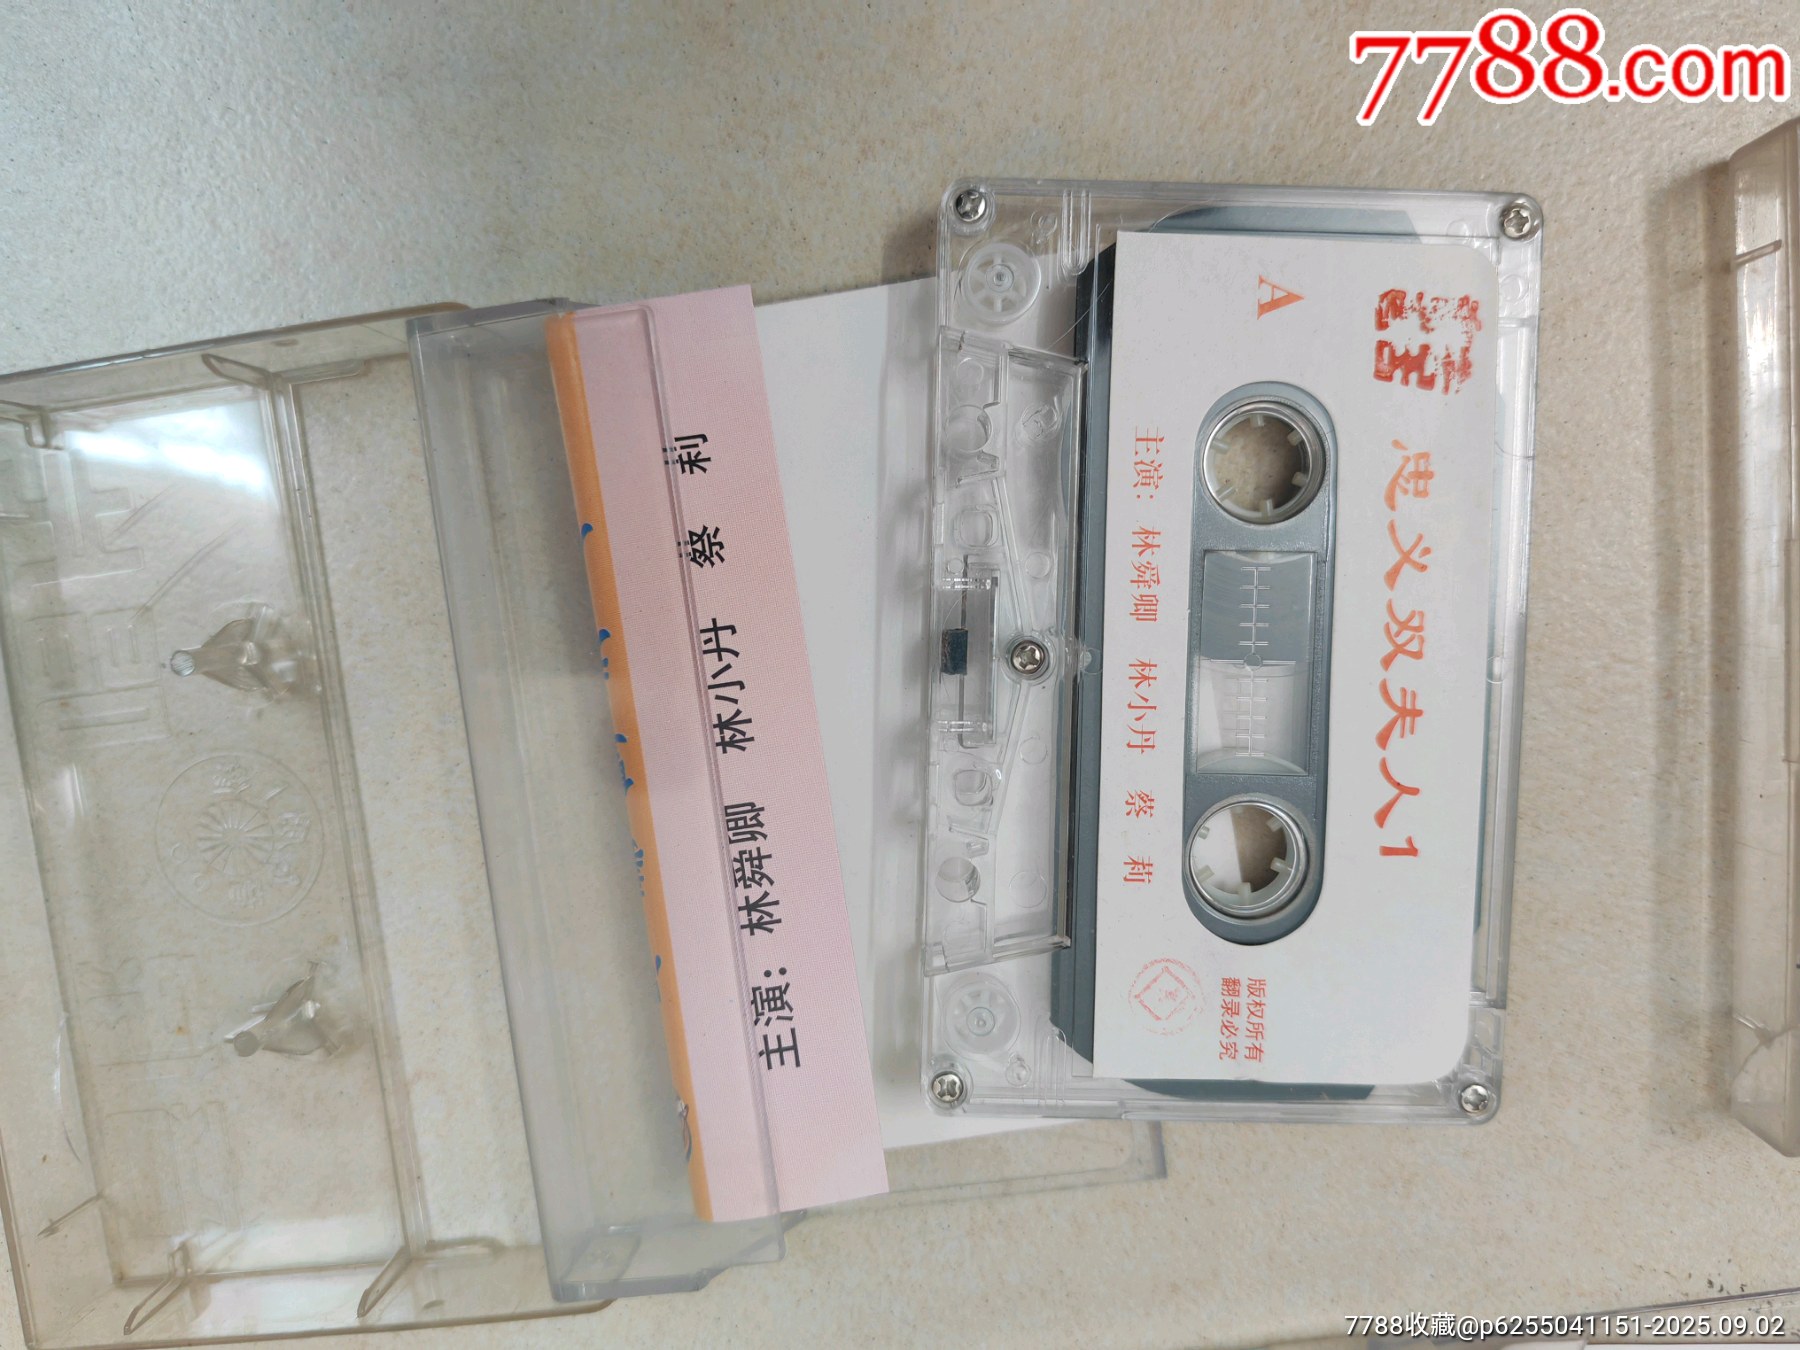 7788.com
主演：林舜卿 林小丹 蔡 利
A
忠义双夫人1
主演：林舜卿 林小丹 蔡 莉
版权所有
翻录必究
7788收藏@p6255041151-2025.09.02